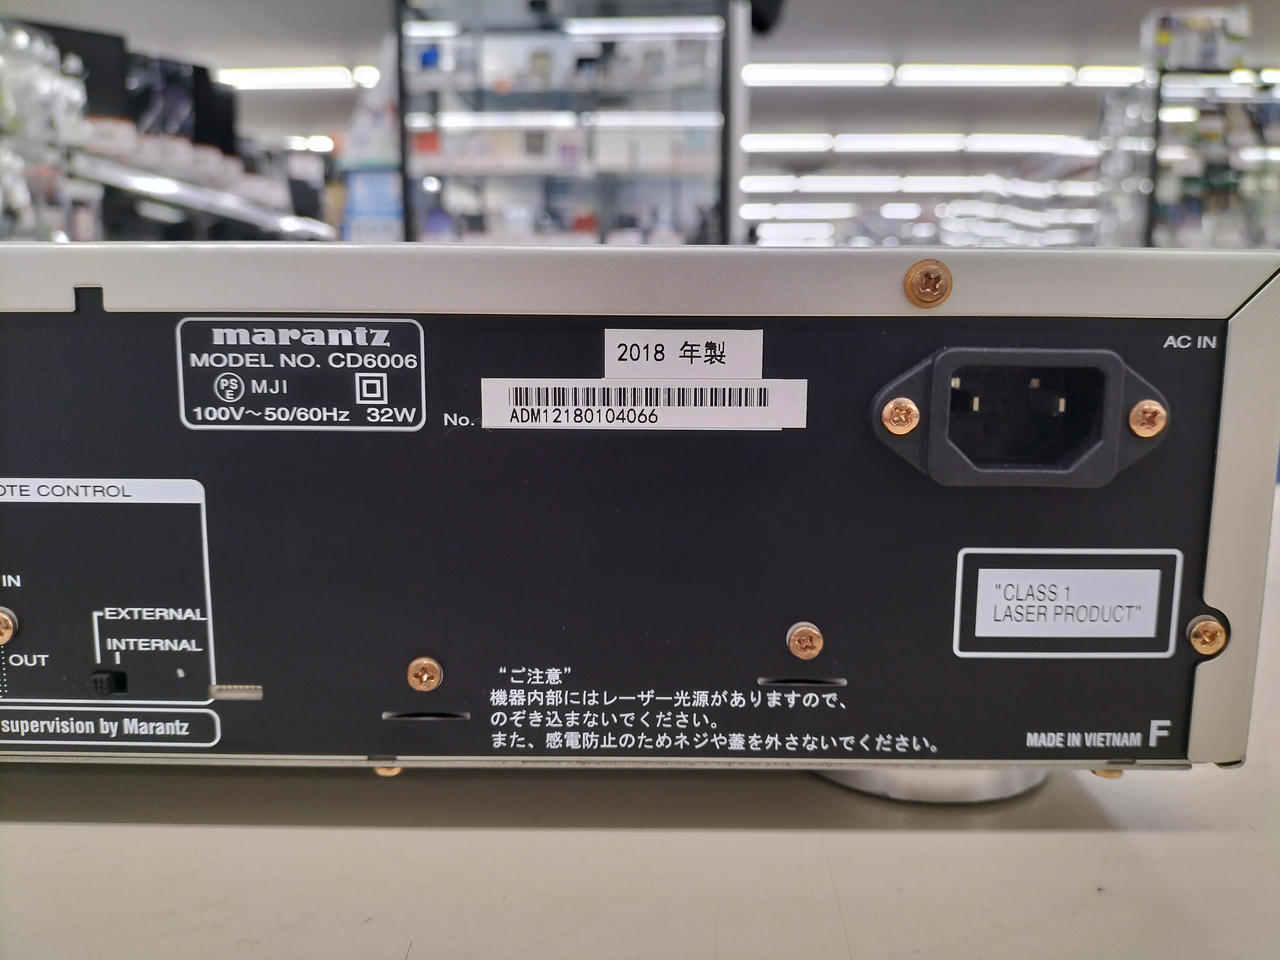 marantz
MODEL NO. CD6006
PS
E
MJI
100V～50/60Hz 32W
2018 年製
No.
ADM12180104066
AC IN
OTE CONTROL
IN
OUT
EXTERNAL
INTERNAL
supervision by Marantz
"CLASS 1
LASER PRODUCT"
“ご注意”
機器内部にはレーザー光源がありますので、
のぞき込まないでください。
また、感電防止のためネジや蓋を外さないでください。
MADE IN VIETNAM F